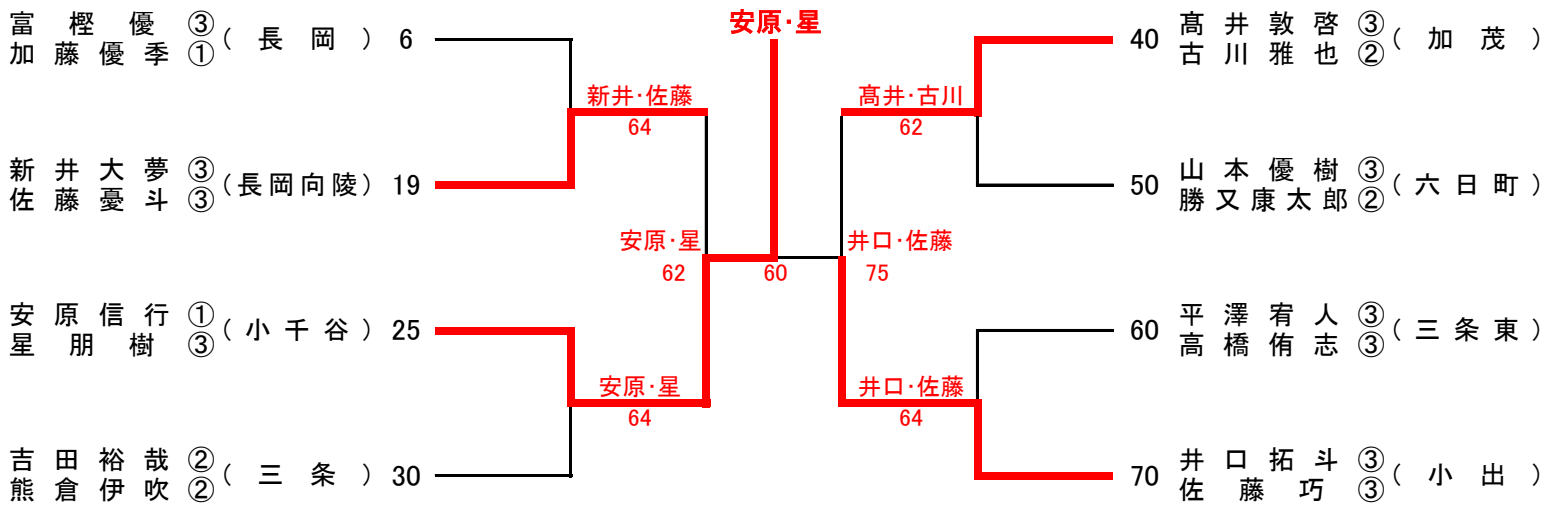 安原・星
富樫優 ③
加藤優季 ①
(長岡) 6
新井・佐藤
64
新井大夢 ③
佐藤憂斗 ③
(長岡向陵) 19
安原・星
62
安原信行 ①
星朋樹 ③
(小千谷) 25
安原・星
64
吉田裕哉 ②
熊倉伊吹 ②
(三条) 30
60
40 髙井敦啓 ③
古川雅也 ②
(加茂)
髙井・古川
62
50 山本優樹 ③
勝又康太郎 ②
(六日町)
井口・佐藤
75
60 平澤宥人 ③
高橋侑志 ③
(三条東)
井口・佐藤
64
70 井口拓斗 ③
佐藤巧 ③
(小出)